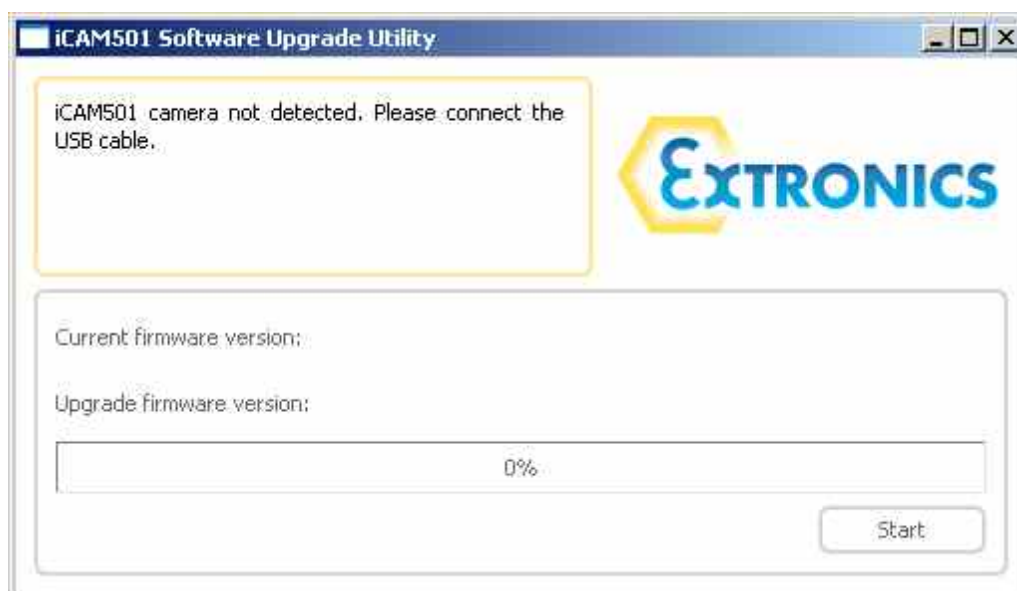 iCAM501 Software Upgrade Utility
iCAM501 camera not detected. Please connect the
USB cable.
EXTRONICS
Current firmware version:
Upgrade firmware version:
0%
Start